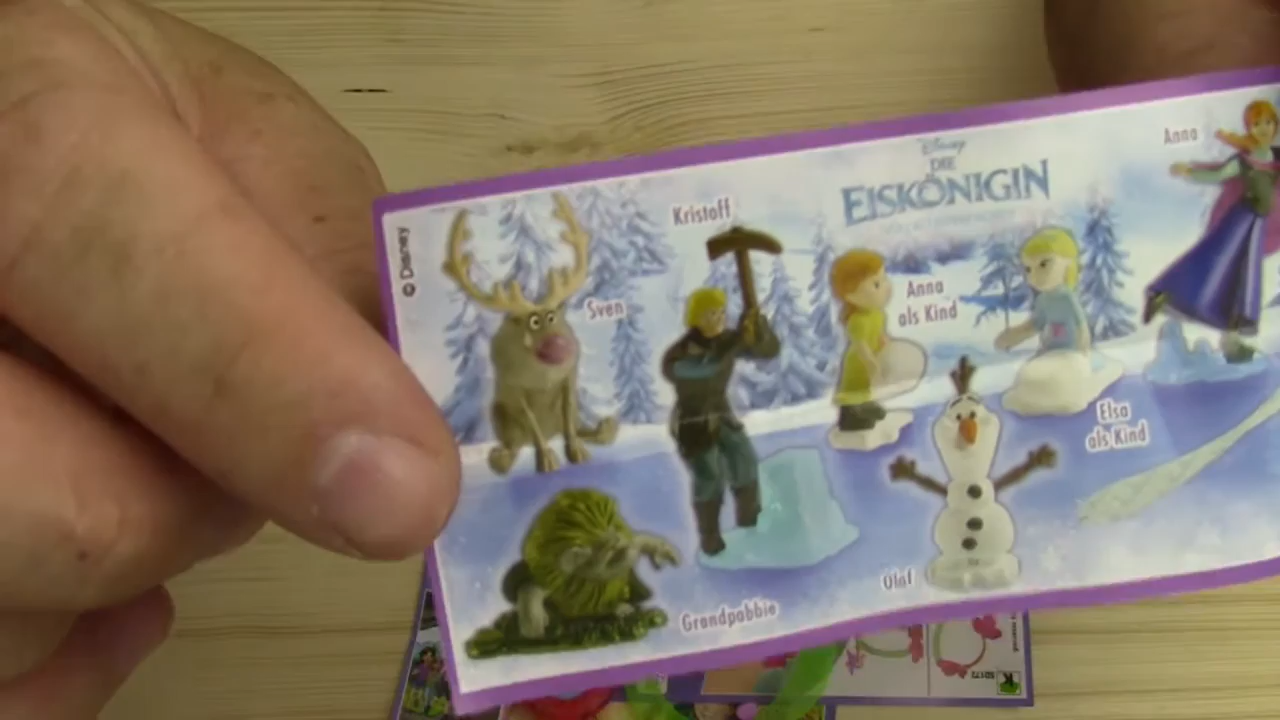 © Disney
Sven
Kristoff
Disney
DIE
EISKÖNIGIN
Anna
als Kind
Anna
Elsa
als Kind
Olaf
Grandpabbie